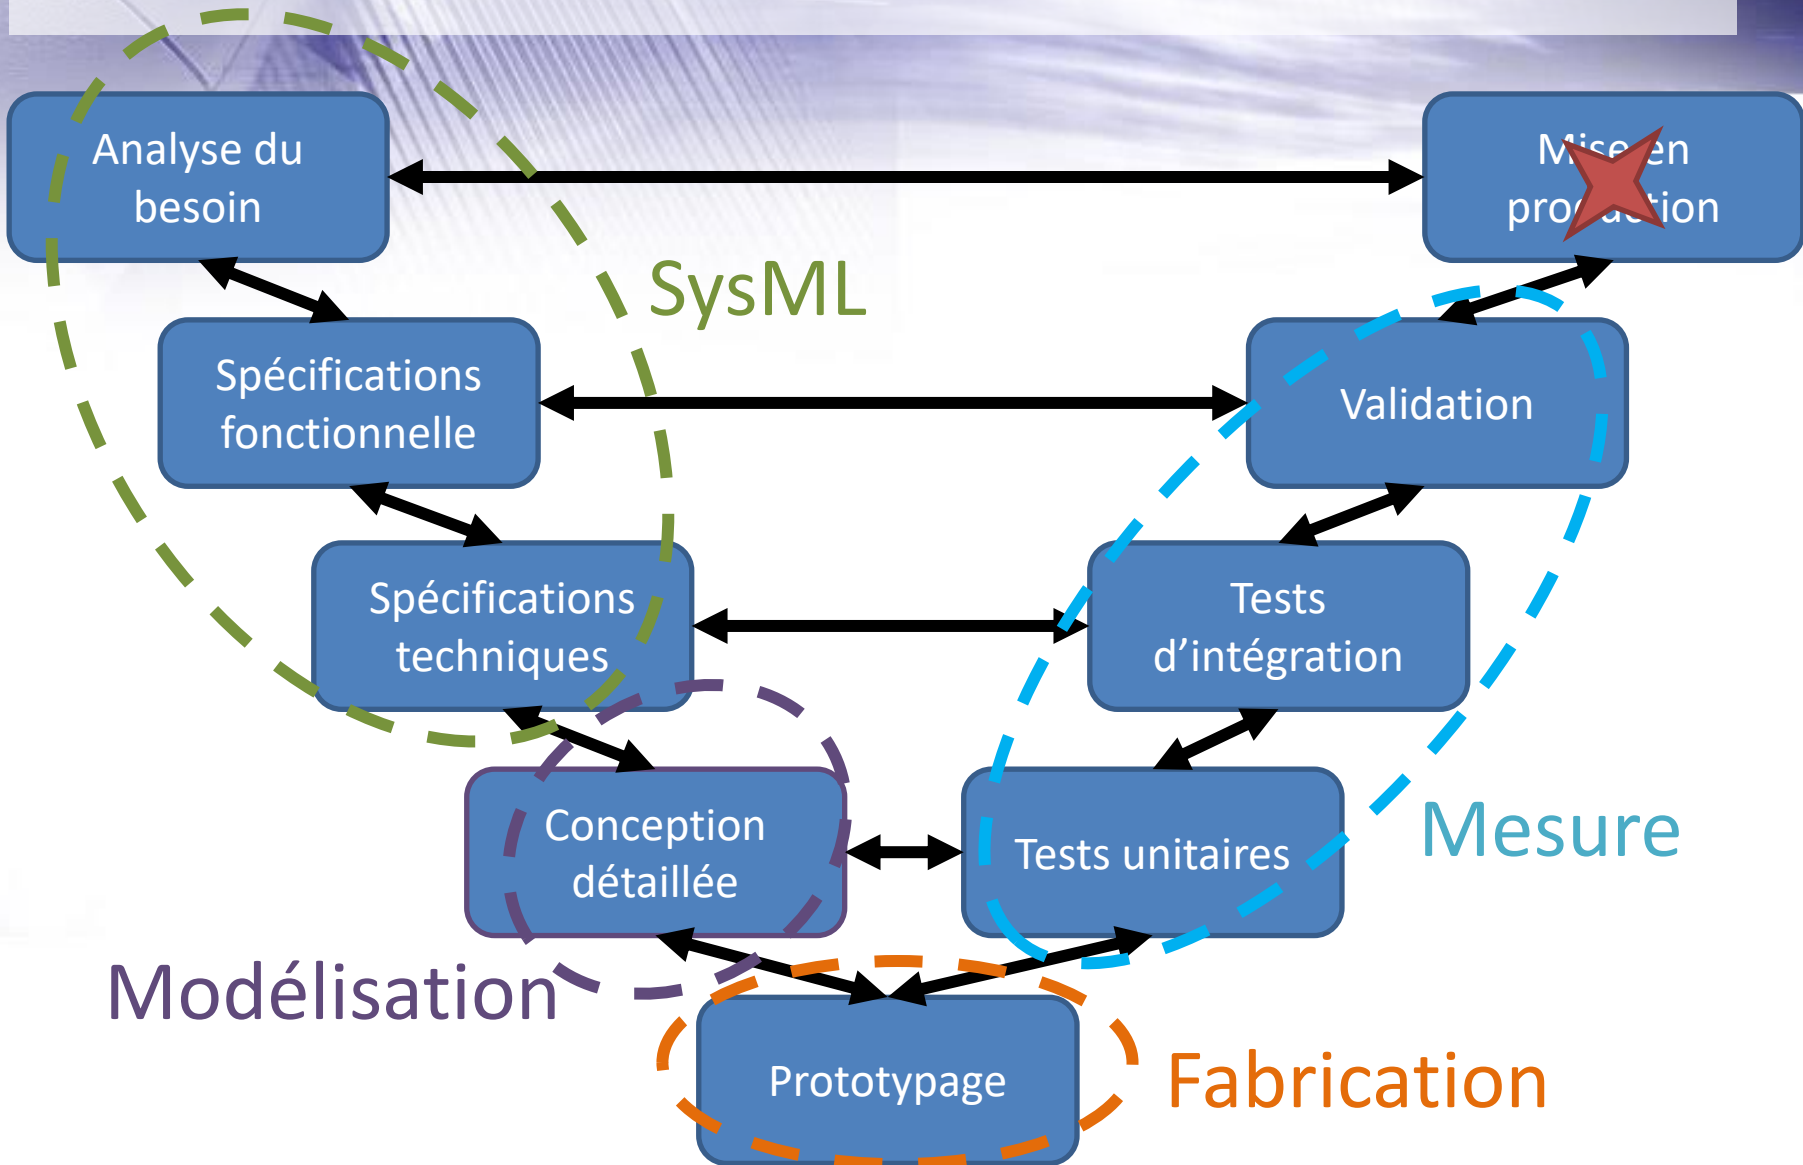 Analyse du
besoin
Mise en
production
SysML
Spécifications
fonctionnelle
Validation
Spécifications
techniques
Tests
d'intégration
Conception
détaillée
Tests unitaires
Mesure
Modélisation
Prototypage
Fabrication